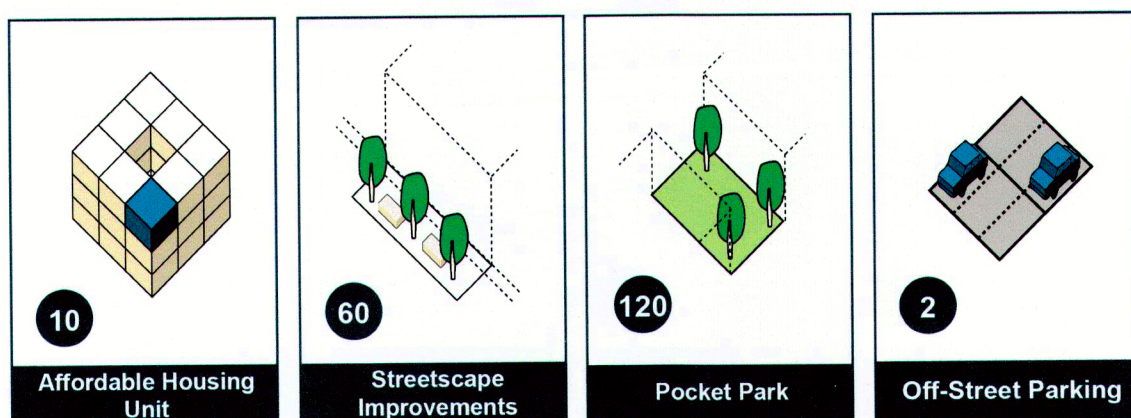 10
Affordable Housing
Unit
60
Streetscape
Improvements
120
Pocket Park
2
Off-Street Parking